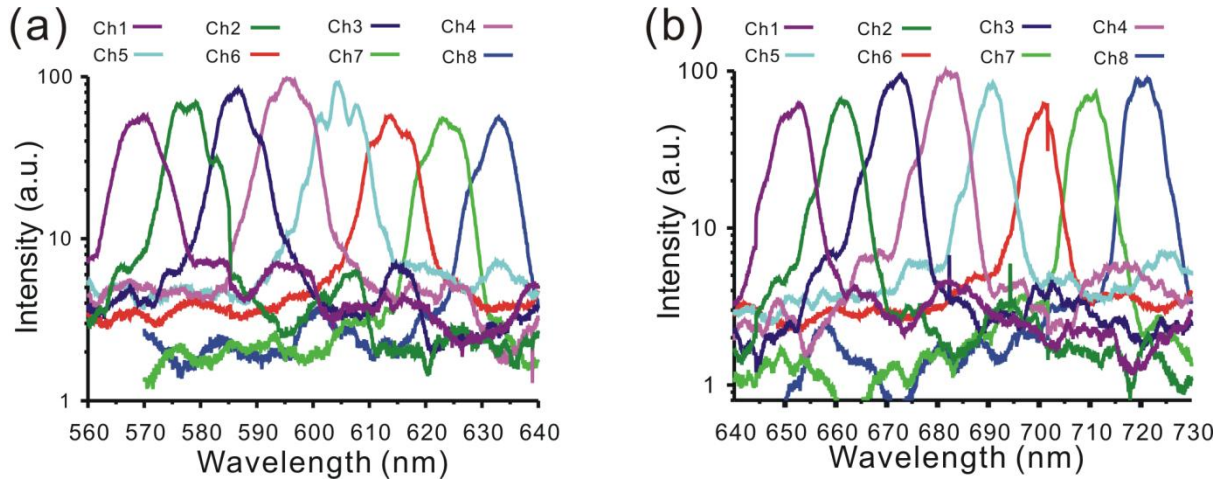 (a)
Ch1 Ch2 Ch3 Ch4
Ch5 Ch6 Ch7 Ch8
100
10
1
Intensity (a.u.)
560 570 580 590 600 610 620 630 640
Wavelength (nm)
(b)
Ch1 Ch2 Ch3 Ch4
Ch5 Ch6 Ch7 Ch8
100
10
1
Intensity (a.u.)
640 650 660 670 680 690 700 710 720 730
Wavelength (nm)